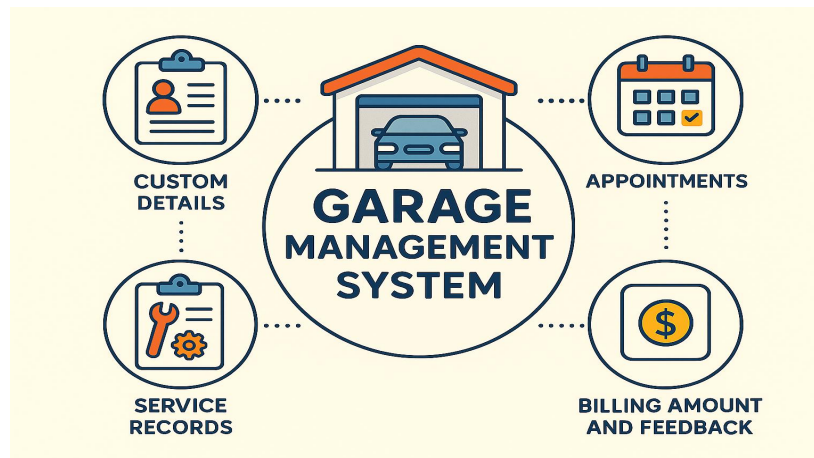 CUSTOM
DETAILS
GARAGE
MANAGEMENT
SYSTEM
APPOINTMENTS
SERVICE
RECORDS
$
BILLING AMOUNT
AND FEEDBACK